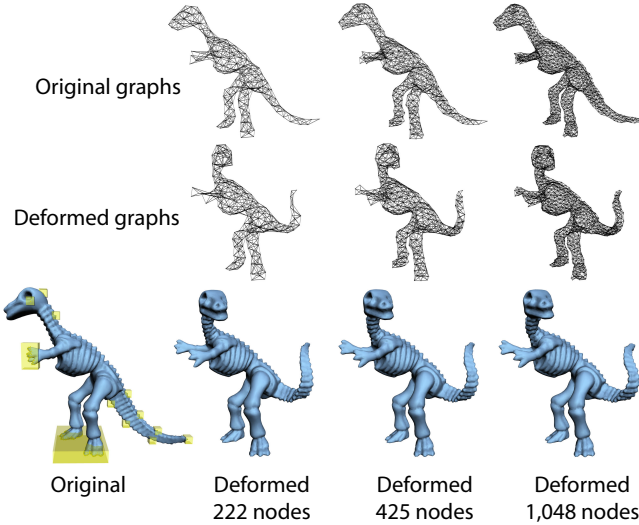 Original graphs
Deformed graphs
Original
Deformed
222 nodes
Deformed
425 nodes
Deformed
1,048 nodes